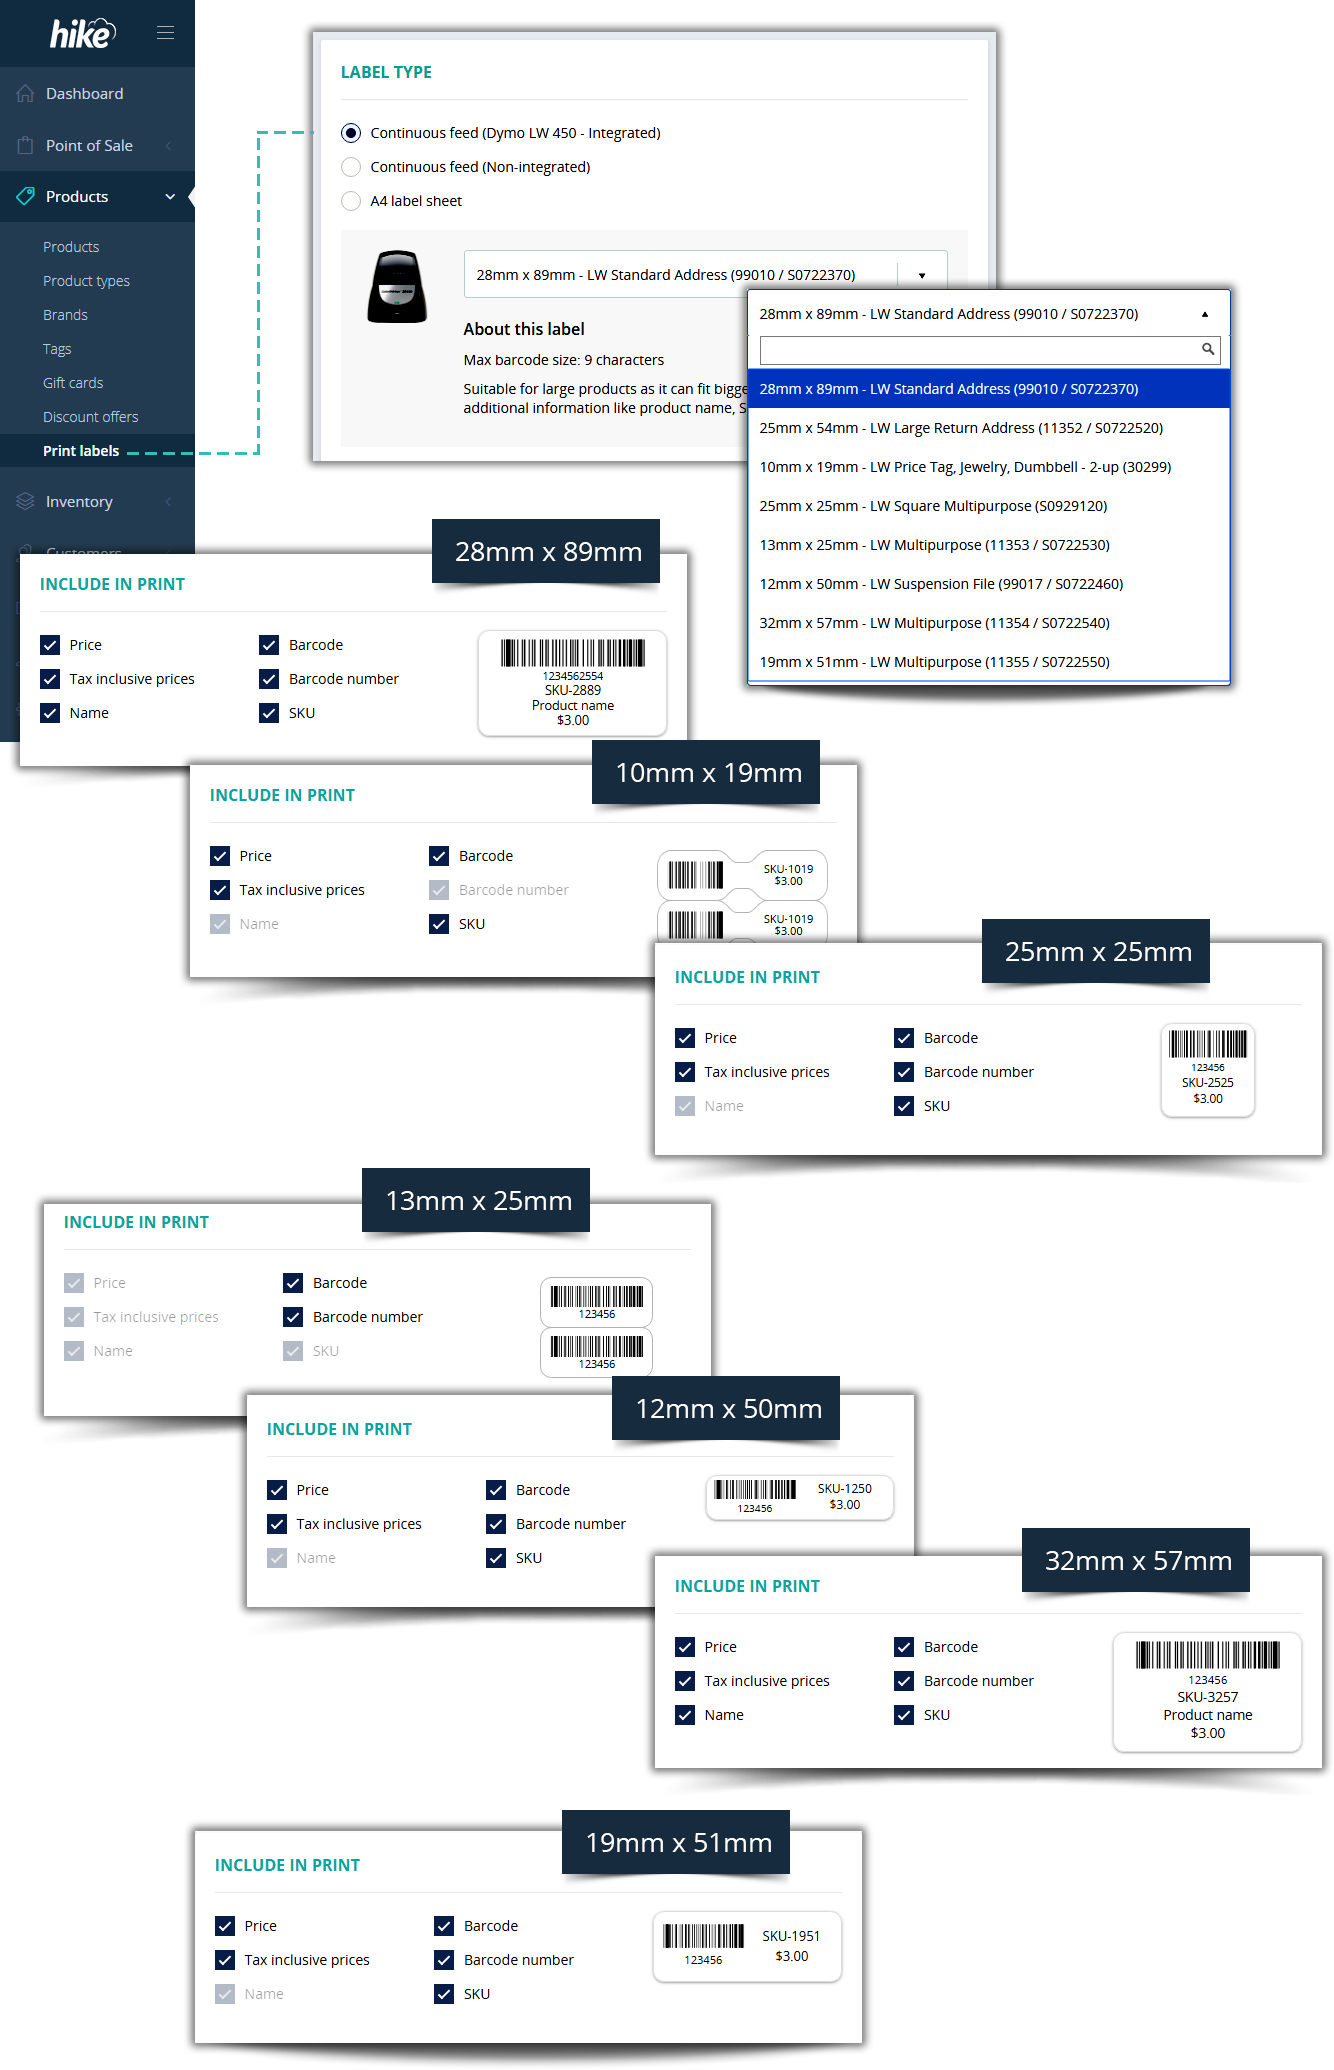 hike
Dashboard
Point of Sale
Products
Products
Product types
Brands
Tags
Gift cards
Discount offers
Print labels
Inventory
Customers
LABEL TYPE
Continuous feed (Dymo LW 450 - Integrated)
Continuous feed (Non-integrated)
A4 label sheet
28mm x 89mm - LW Standard Address (99010 / S0722370)
About this label
Max barcode size: 9 characters
Suitable for large products as it can fit bigge
additional information like product name, S
28mm x 89mm - LW Standard Address (99010 / S0722370)
28mm x 89mm - LW Standard Address (99010 / S0722370)
25mm x 54mm - LW Large Return Address (11352 / S0722520)
10mm x 19mm - LW Price Tag, Jewelry, Dumbbell - 2-up (30299)
25mm x 25mm - LW Square Multipurpose (S0929120)
13mm x 25mm - LW Multipurpose (11353 / S0722530)
12mm x 50mm - LW Suspension File (99017 / S0722460)
32mm x 57mm - LW Multipurpose (11354 / S0722540)
19mm x 51mm - LW Multipurpose (11355 / S0722550)
28mm x 89mm
INCLUDE IN PRINT
Price
Barcode
Tax inclusive prices
Barcode number
Name
SKU
1234562554
SKU-2889
Product name
$3.00
10mm x 19mm
INCLUDE IN PRINT
Price
Barcode
Tax inclusive prices
Barcode number
Name
SKU
SKU-1019
$3.00
SKU-1019
$3.00
25mm x 25mm
INCLUDE IN PRINT
Price
Barcode
Tax inclusive prices
Barcode number
Name
SKU
123456
SKU-2525
$3.00
13mm x 25mm
INCLUDE IN PRINT
Price
Barcode
Tax inclusive prices
Barcode number
Name
SKU
123456
123456
12mm x 50mm
INCLUDE IN PRINT
Price
Barcode
Tax inclusive prices
Barcode number
Name
SKU
123456
SKU-1250
$3.00
32mm x 57mm
INCLUDE IN PRINT
Price
Barcode
Tax inclusive prices
Barcode number
Name
SKU
123456
SKU-3257
Product name
$3.00
19mm x 51mm
INCLUDE IN PRINT
Price
Barcode
Tax inclusive prices
Barcode number
Name
SKU
123456
SKU-1951
$3.00